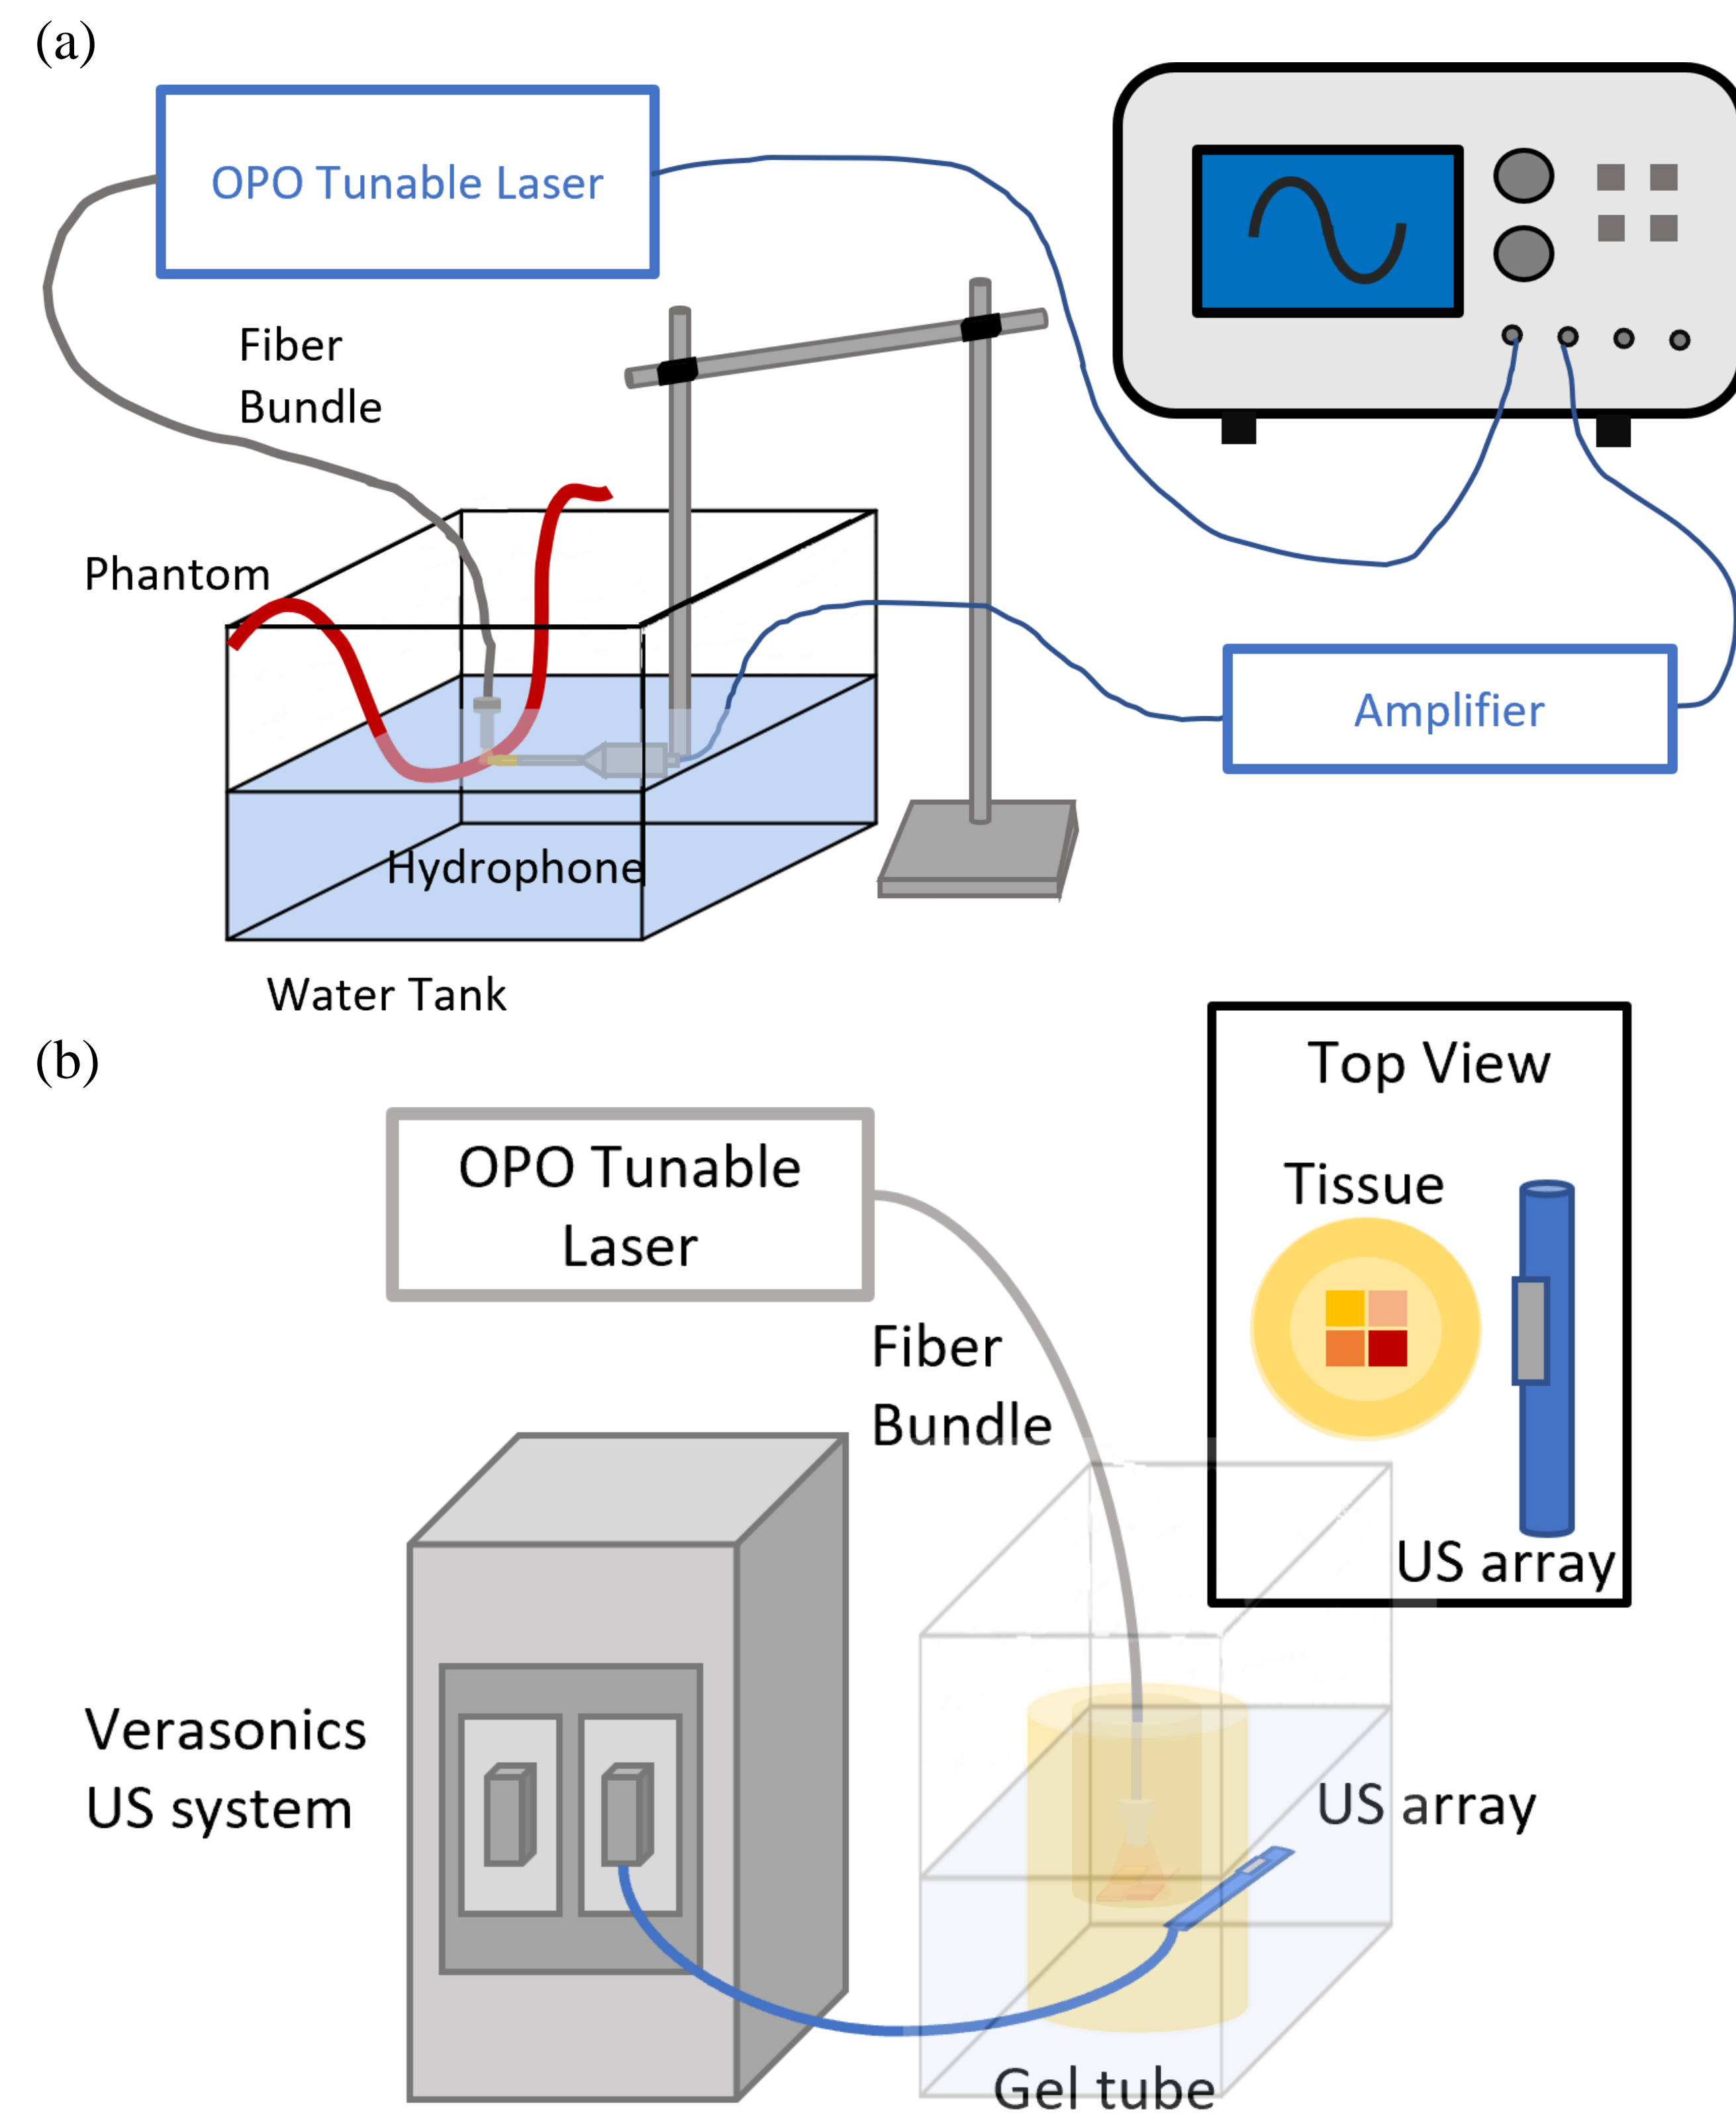 (a)
OPO Tunable Laser
Fiber
Bundle
Phantom
Amplifier
Hydrophone
Water Tank
(b)
Top View
OPO Tunable
Laser
Tissue
Fiber
Bundle
US array
Verasonics
US system
US array
Gel tube